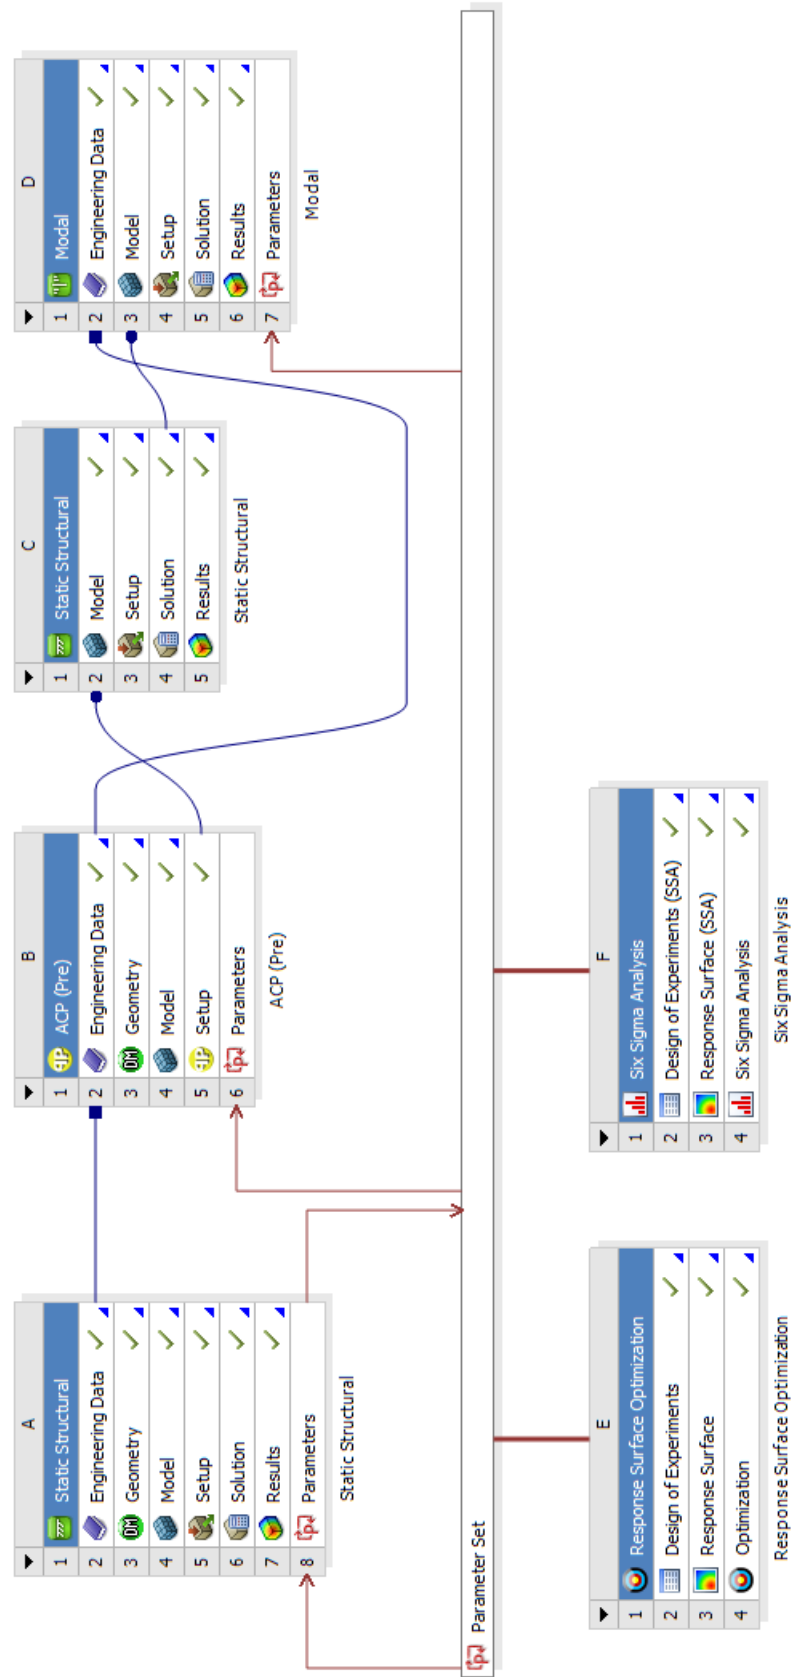 A
1 Static Structural
2 Engineering Data
3 Geometry
4 Model
5 Setup
6 Solution
7 Results
8 Parameters
Static Structural
B
1 ACP (Pre)
2 Engineering Data
3 Geometry
4 Model
5 Setup
6 Parameters
ACP (Pre)
C
1 Static Structural
2 Model
3 Setup
4 Solution
5 Results
Static Structural
D
1 Modal
2 Engineering Data
3 Model
4 Setup
5 Solution
6 Results
7 Parameters
Modal
Parameter Set
E
1 Response Surface Optimization
2 Design of Experiments
3 Response Surface
4 Optimization
Response Surface Optimization
F
1 Six Sigma Analysis
2 Design of Experiments (SSA)
3 Response Surface (SSA)
4 Six Sigma Analysis
Six Sigma Analysis